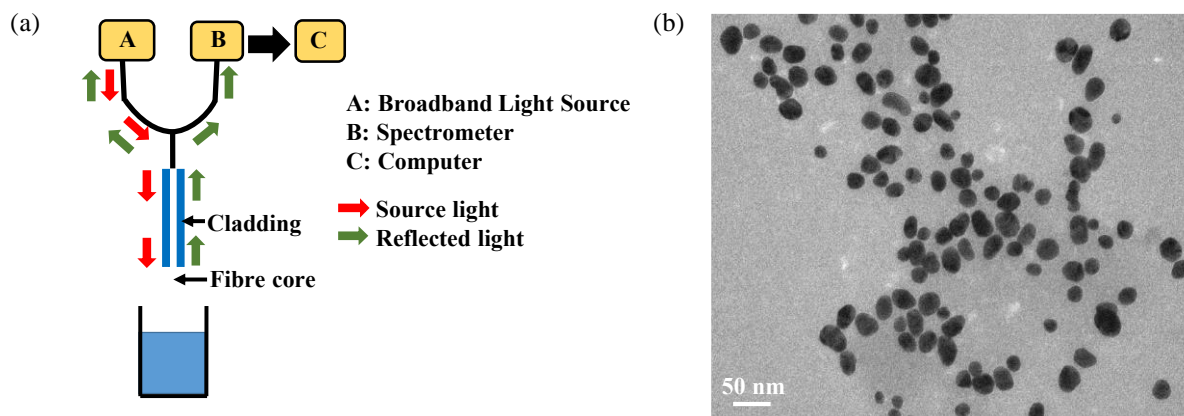 (a)
A
B
C
A: Broadband Light Source
B: Spectrometer
C: Computer
Source light
Reflected light
Cladding
Fibre core
(b)
50 nm